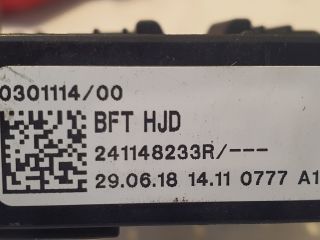 0301114/00
BFT HJD
241148233R/---
29.06.18 14.11 0777 A1